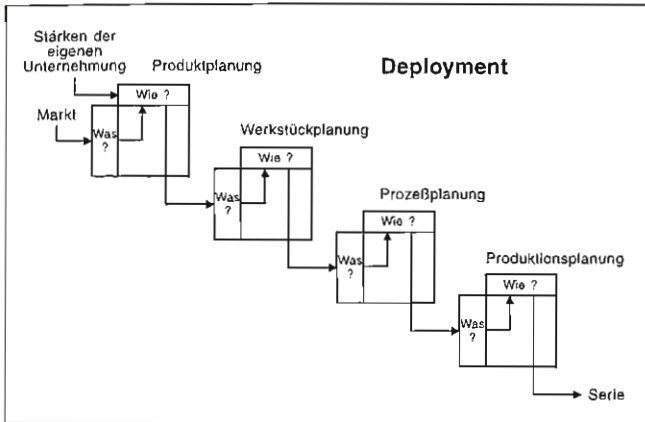 Stärken der
eigenen
Unternehmung
Produktplanung
Deployment
Wie ?
Markt
Was
?
Werkstückplanung
Wie ?
Was
?
Prozeßplanung
Wie ?
Was
?
Produktionsplanung
Wie ?
Was
?
Serie